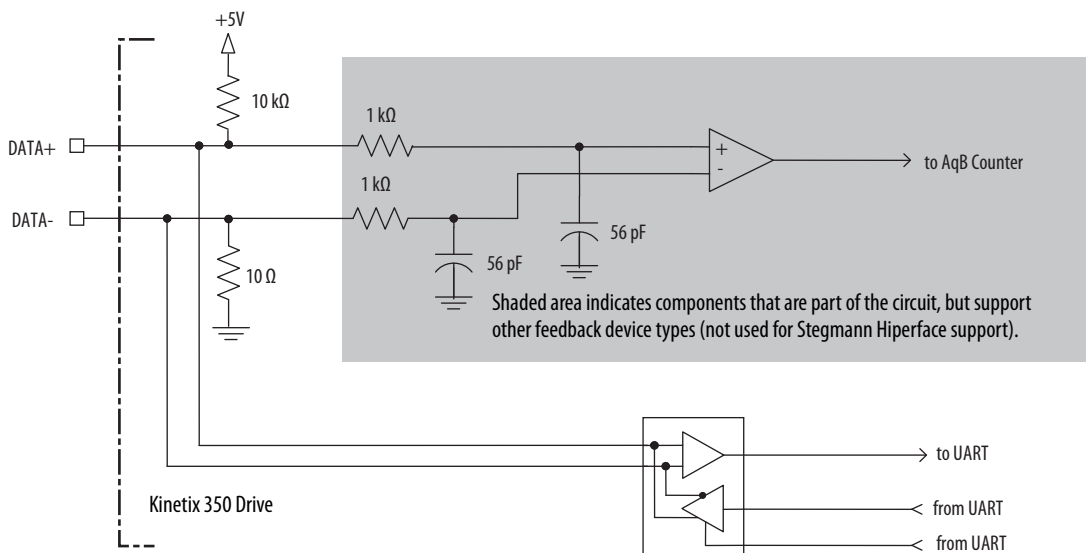 +5V
10 kΩ
1 kΩ
DATA+
+
-
to AqB Counter
1 kΩ
DATA-
56 pF
10 Ω
56 pF
Shaded area indicates components that are part of the circuit, but support
other feedback device types (not used for Stegmann Hiperface support).
to UART
Kinetix 350 Drive
from UART
from UART